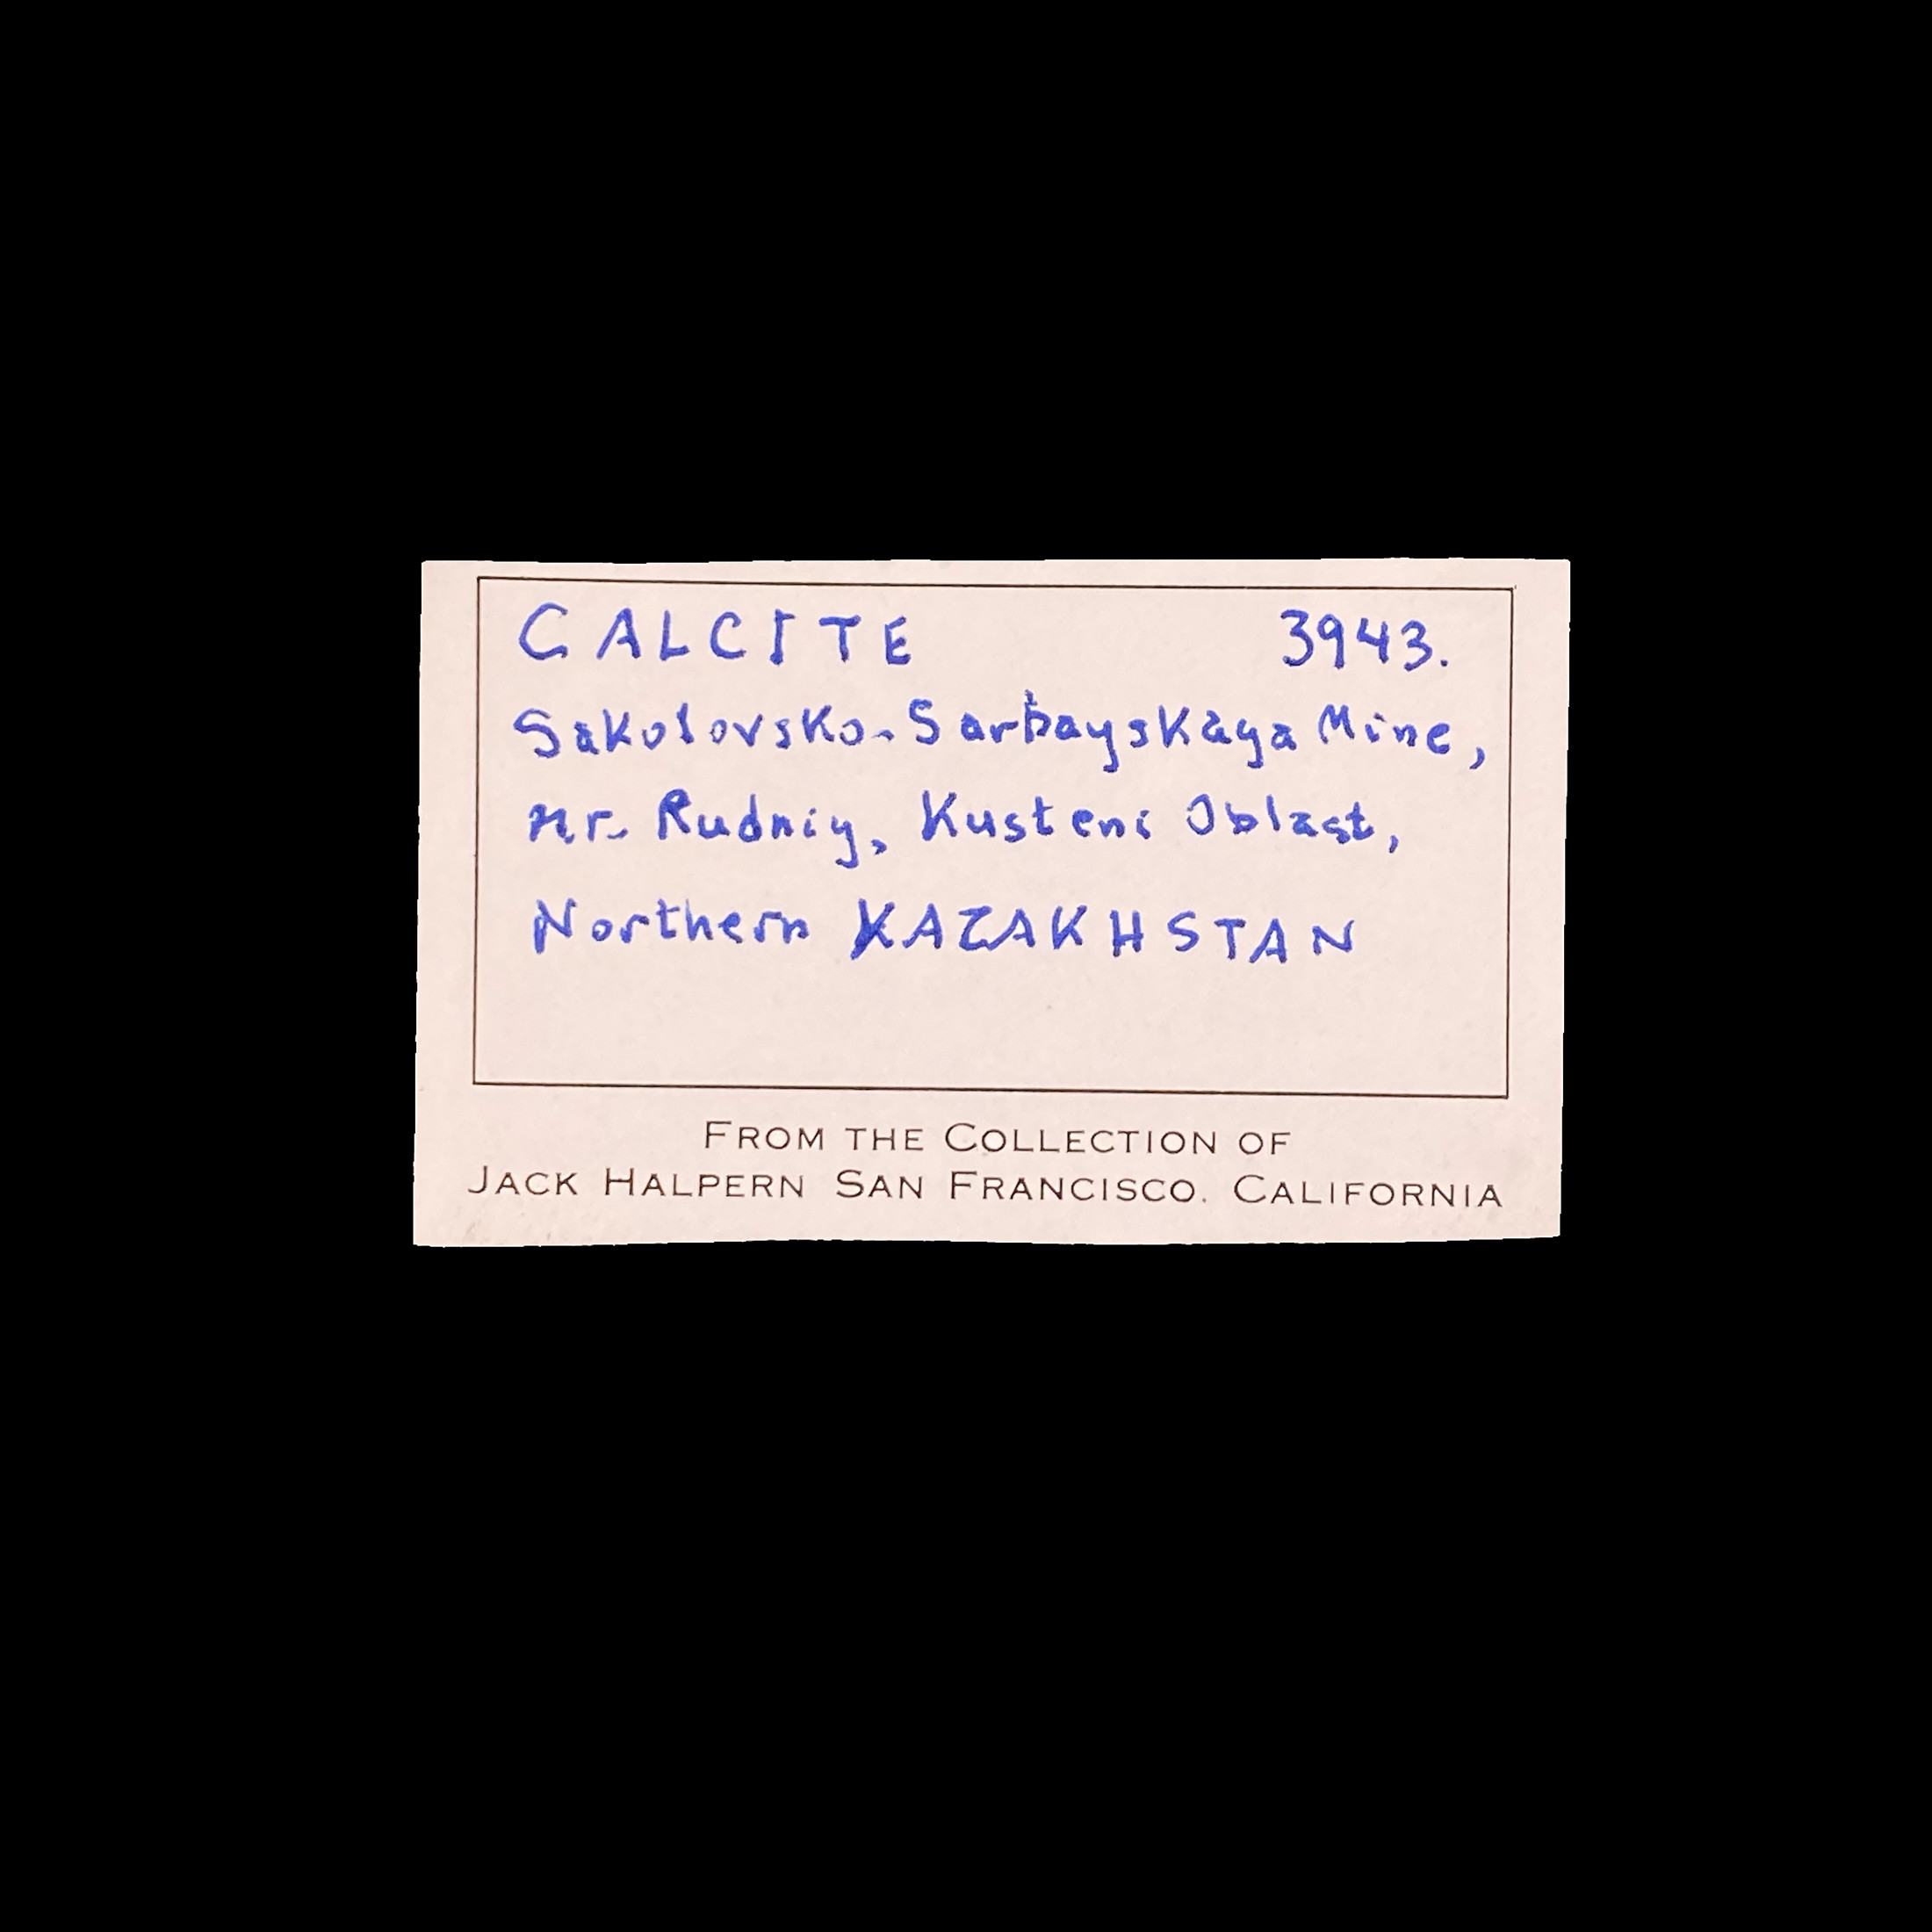 CALCITE 3943.
Sakolovsko-Sarbayskaya Mine,
nr. Rudniy, Kusteni Oblast,
Northern KAZAKHSTAN
FROM THE COLLECTION OF
JACK HALPERN SAN FRANCISCO. CALIFORNIA